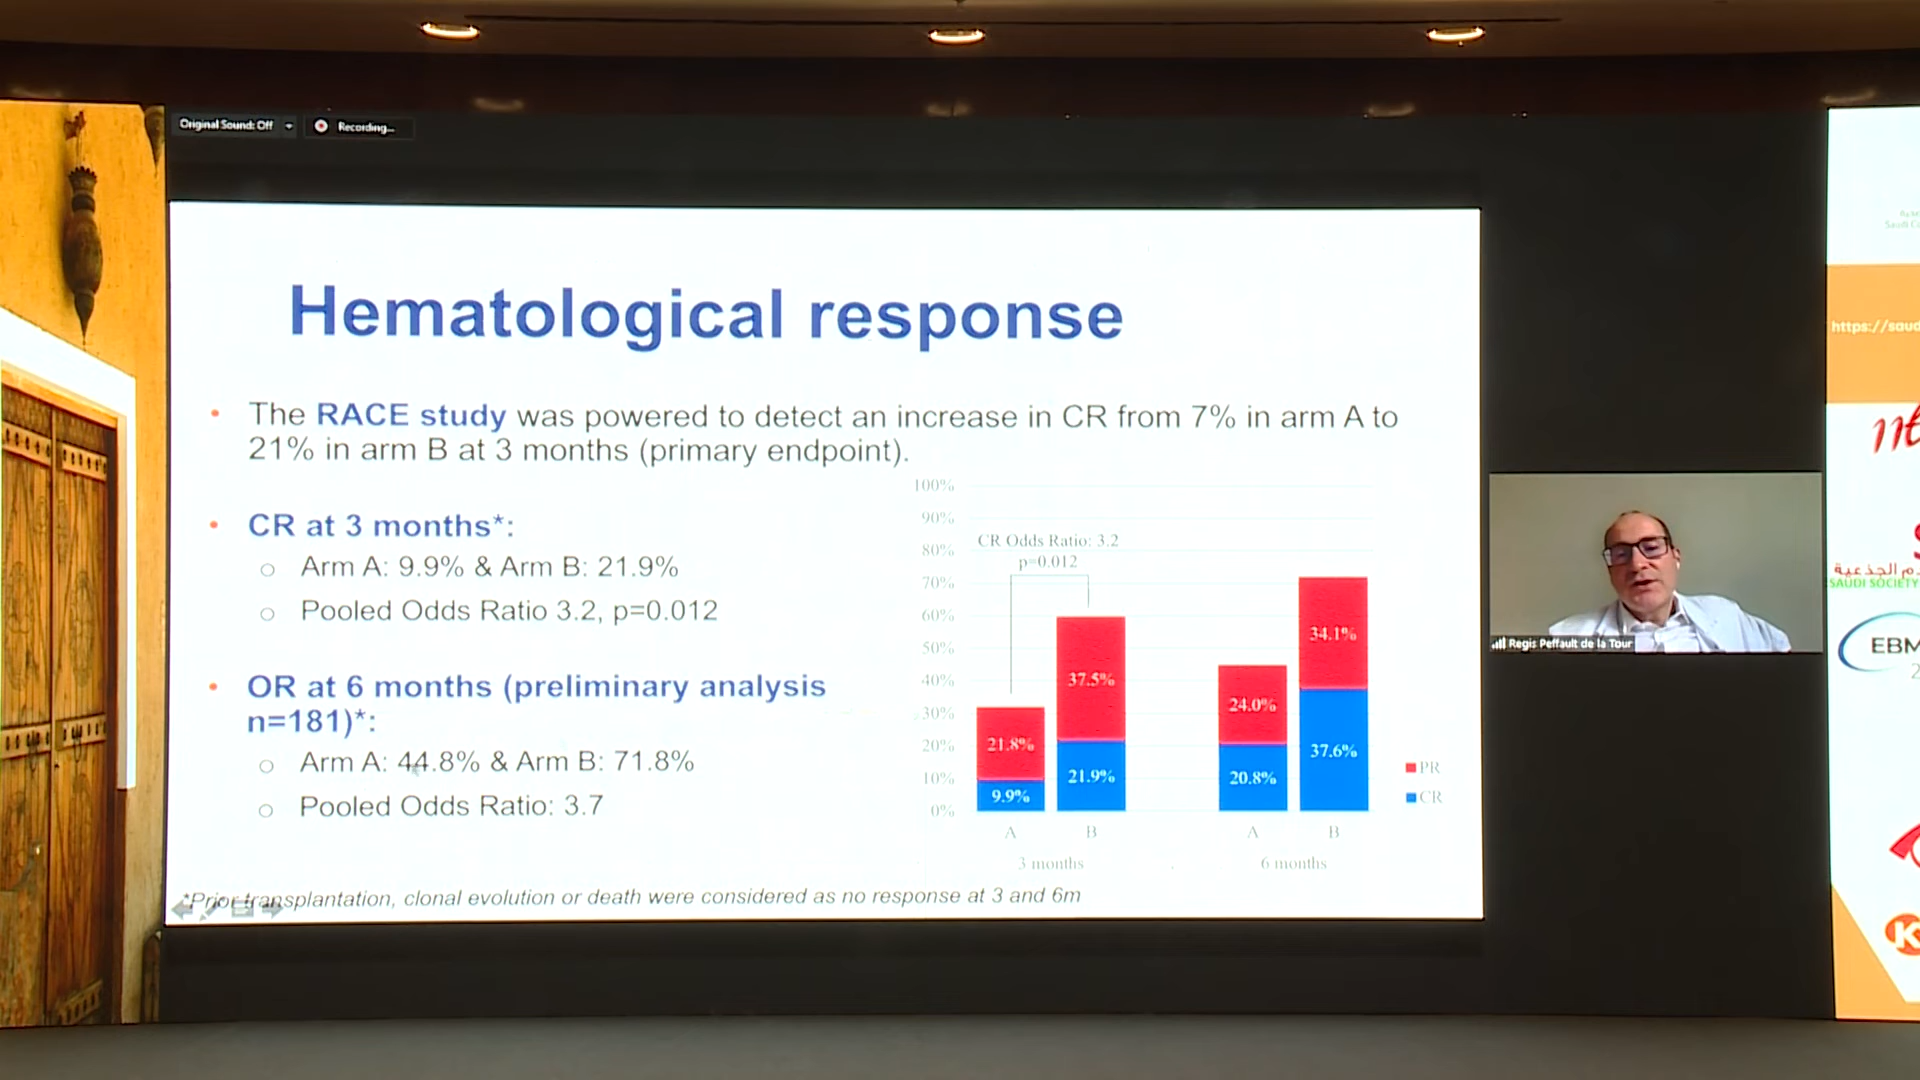 Original Sound: Off
Recording...
Hematological response
• The RACE study was powered to detect an increase in CR from 7% in arm A to
21% in arm B at 3 months (primary endpoint).
• CR at 3 months*:
○ Arm A: 9.9% & Arm B: 21.9%
○ Pooled Odds Ratio 3.2, p=0.012
• OR at 6 months (preliminary analysis
n=181)*:
○ Arm A: 44.8% & Arm B: 71.8%
○ Pooled Odds Ratio: 3.7
100%
90%
80%
70%
60%
50%
40%
30%
20%
10%
0%
CR Odds Ratio: 3.2
p=0.012
21.8%
9.9%
37.5%
21.9%
24.0%
20.8%
34.1%
37.6%
A B A B
3 months 6 months
PR
CR
*Prior transplantation, clonal evolution or death were considered as no response at 3 and 6m
Regis Peffault de la Tour
https://saud
SAUDI SOCIETY
EBM
K